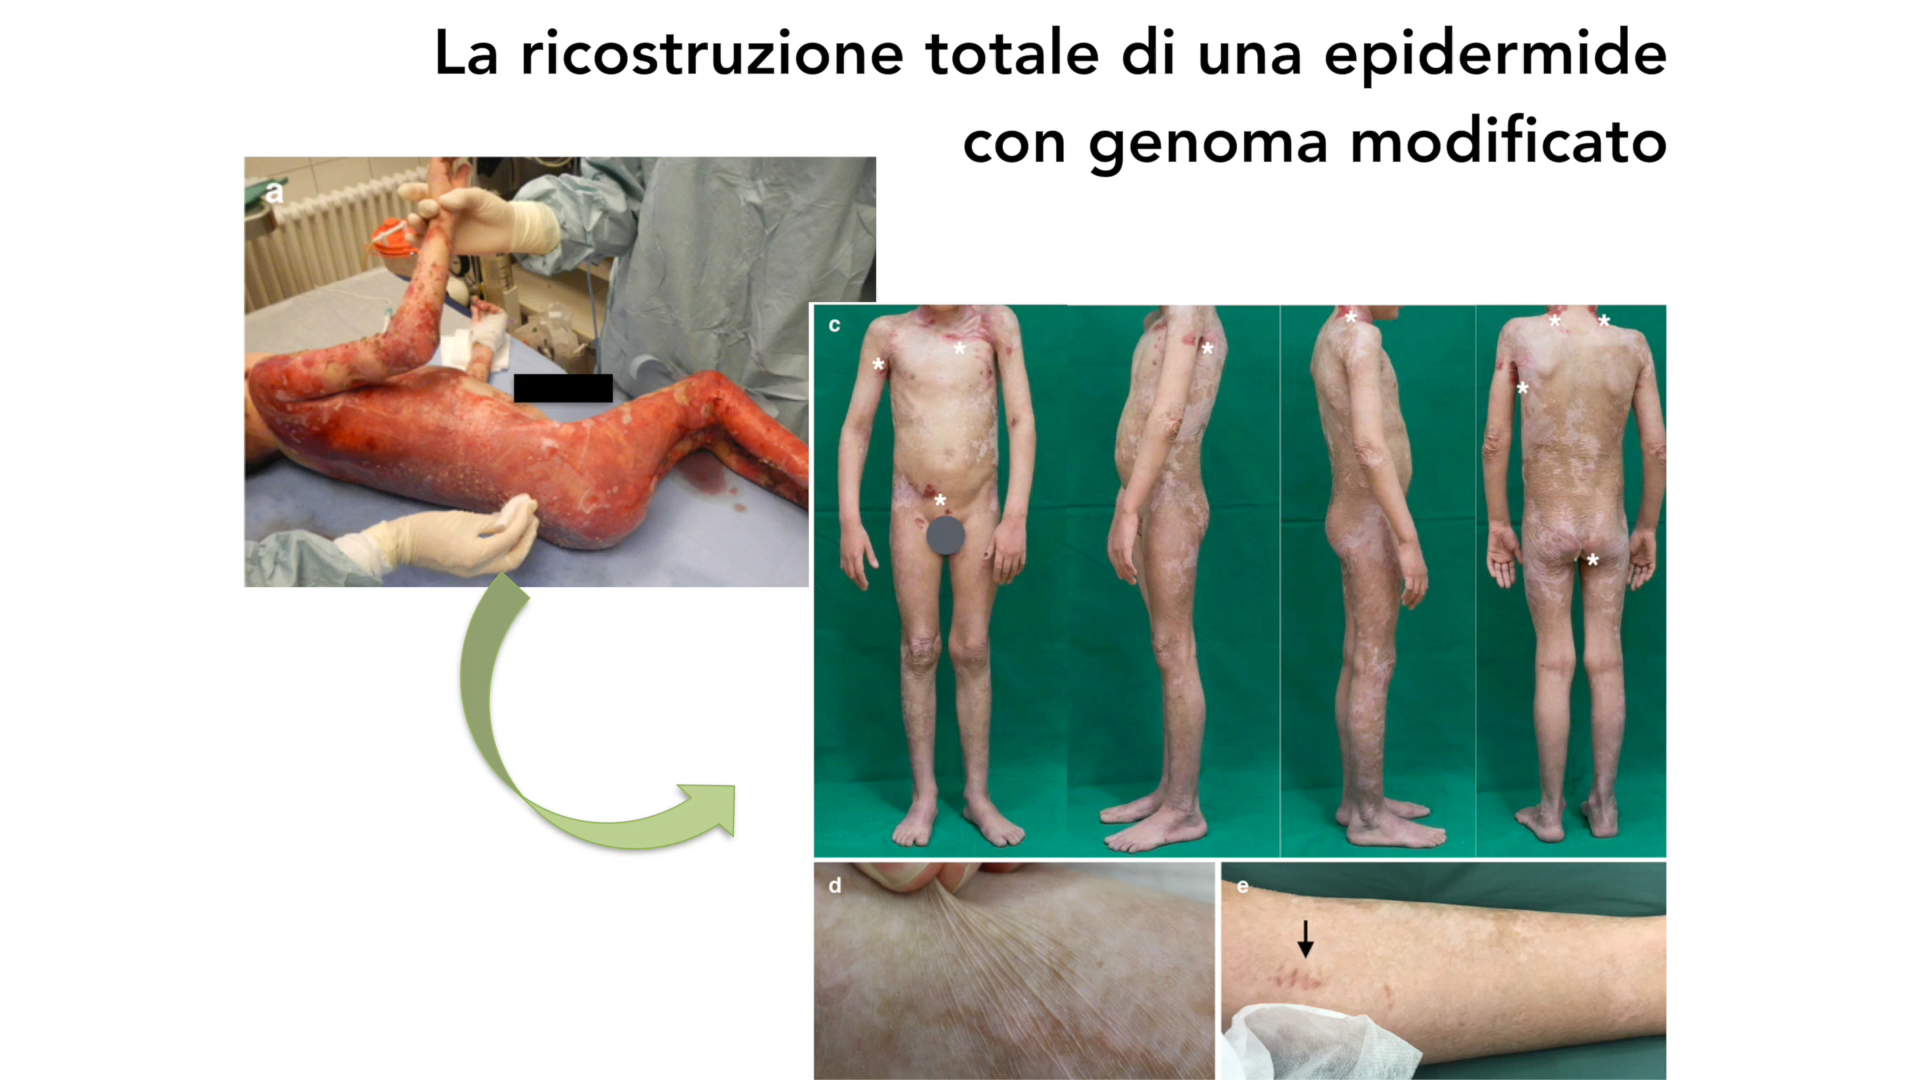 La ricostruzione totale di una epidermide
con genoma modificato
a
c
* * * * * * * * *
d
e